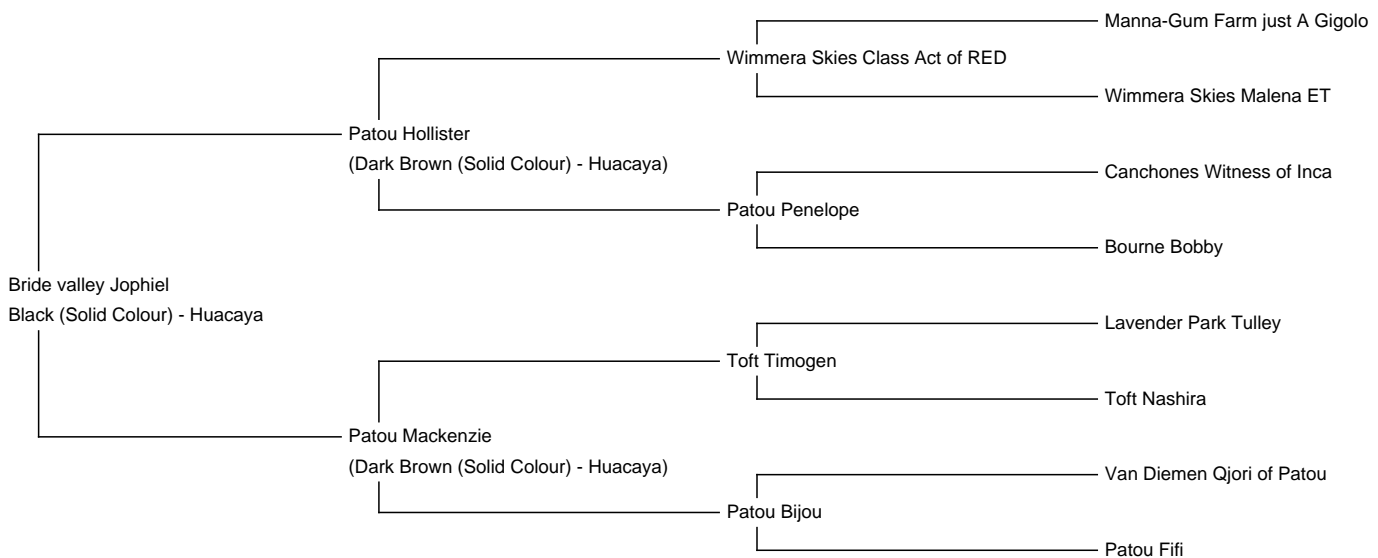 Manna-Gum Farm just A Gigolo
Wimmera Skies Class Act of RED
Wimmera Skies Malena ET
Patou Hollister
(Dark Brown (Solid Colour) - Huacaya)
Canchones Witness of Inca
Patou Penelope
Bourne Bobby
Bride valley Jophiel
Black (Solid Colour) - Huacaya
Lavender Park Tulley
Toft Timogen
Toft Nashira
Patou Mackenzie
(Dark Brown (Solid Colour) - Huacaya)
Van Diemen Qjori of Patou
Patou Bijou
Patou Fifi